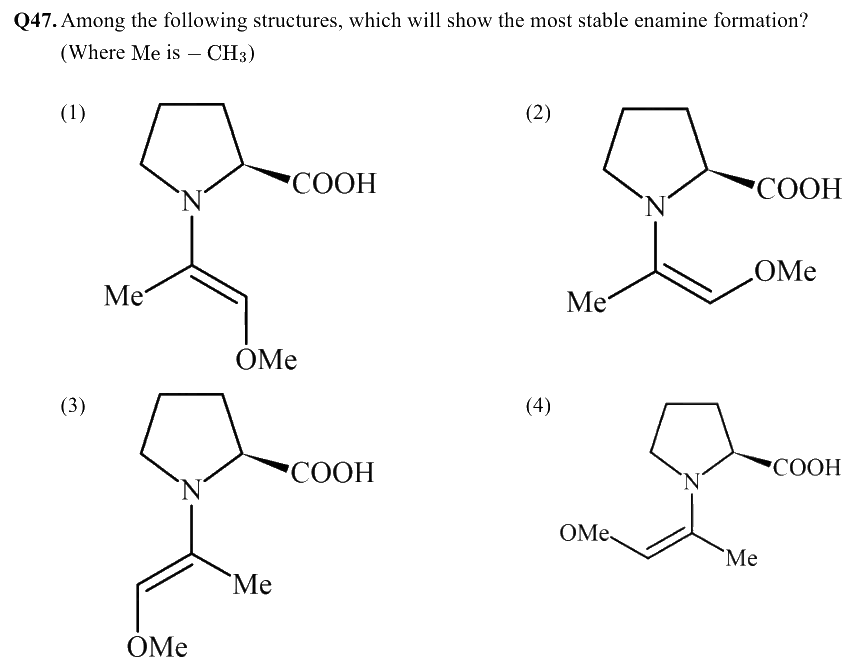 Q47. Among the following structures, which will show the most stable enamine formation?
(Where Me is – CH₃)
(1)
COOH
N
Me
OMe
(2)
COOH
N
OMe
Me
(3)
COOH
N
Me
OMe
(4)
COOH
N
OMe
Me